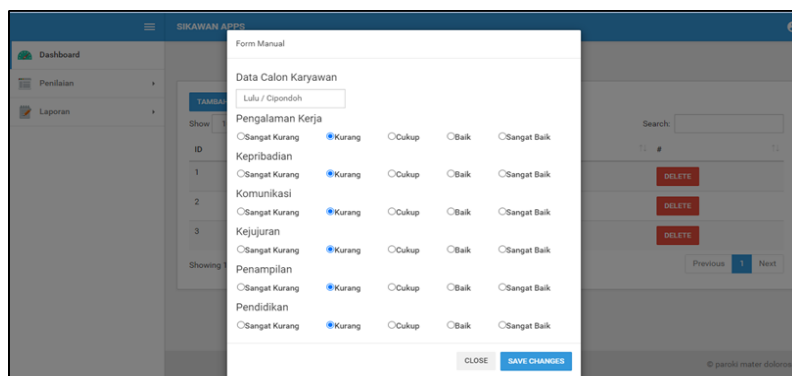 SIKAWAN APPS
Dashboard
Penilaian
Laporan
Form Manual
Data Calon Karyawan
Lulu / Cipondoh
Pengalaman Kerja
Sangat Kurang Kurang Cukup Baik Sangat Baik
Kepribadian
Sangat Kurang Kurang Cukup Baik Sangat Baik
Komunikasi
Sangat Kurang Kurang Cukup Baik Sangat Baik
Kejujuran
Sangat Kurang Kurang Cukup Baik Sangat Baik
Penampilan
Sangat Kurang Kurang Cukup Baik Sangat Baik
Pendidikan
Sangat Kurang Kurang Cukup Baik Sangat Baik
CLOSE SAVE CHANGES
Show 1 Search:
ID #
1 DELETE
2 DELETE
3 DELETE
Showing Previous 1 Next
© paroki mater